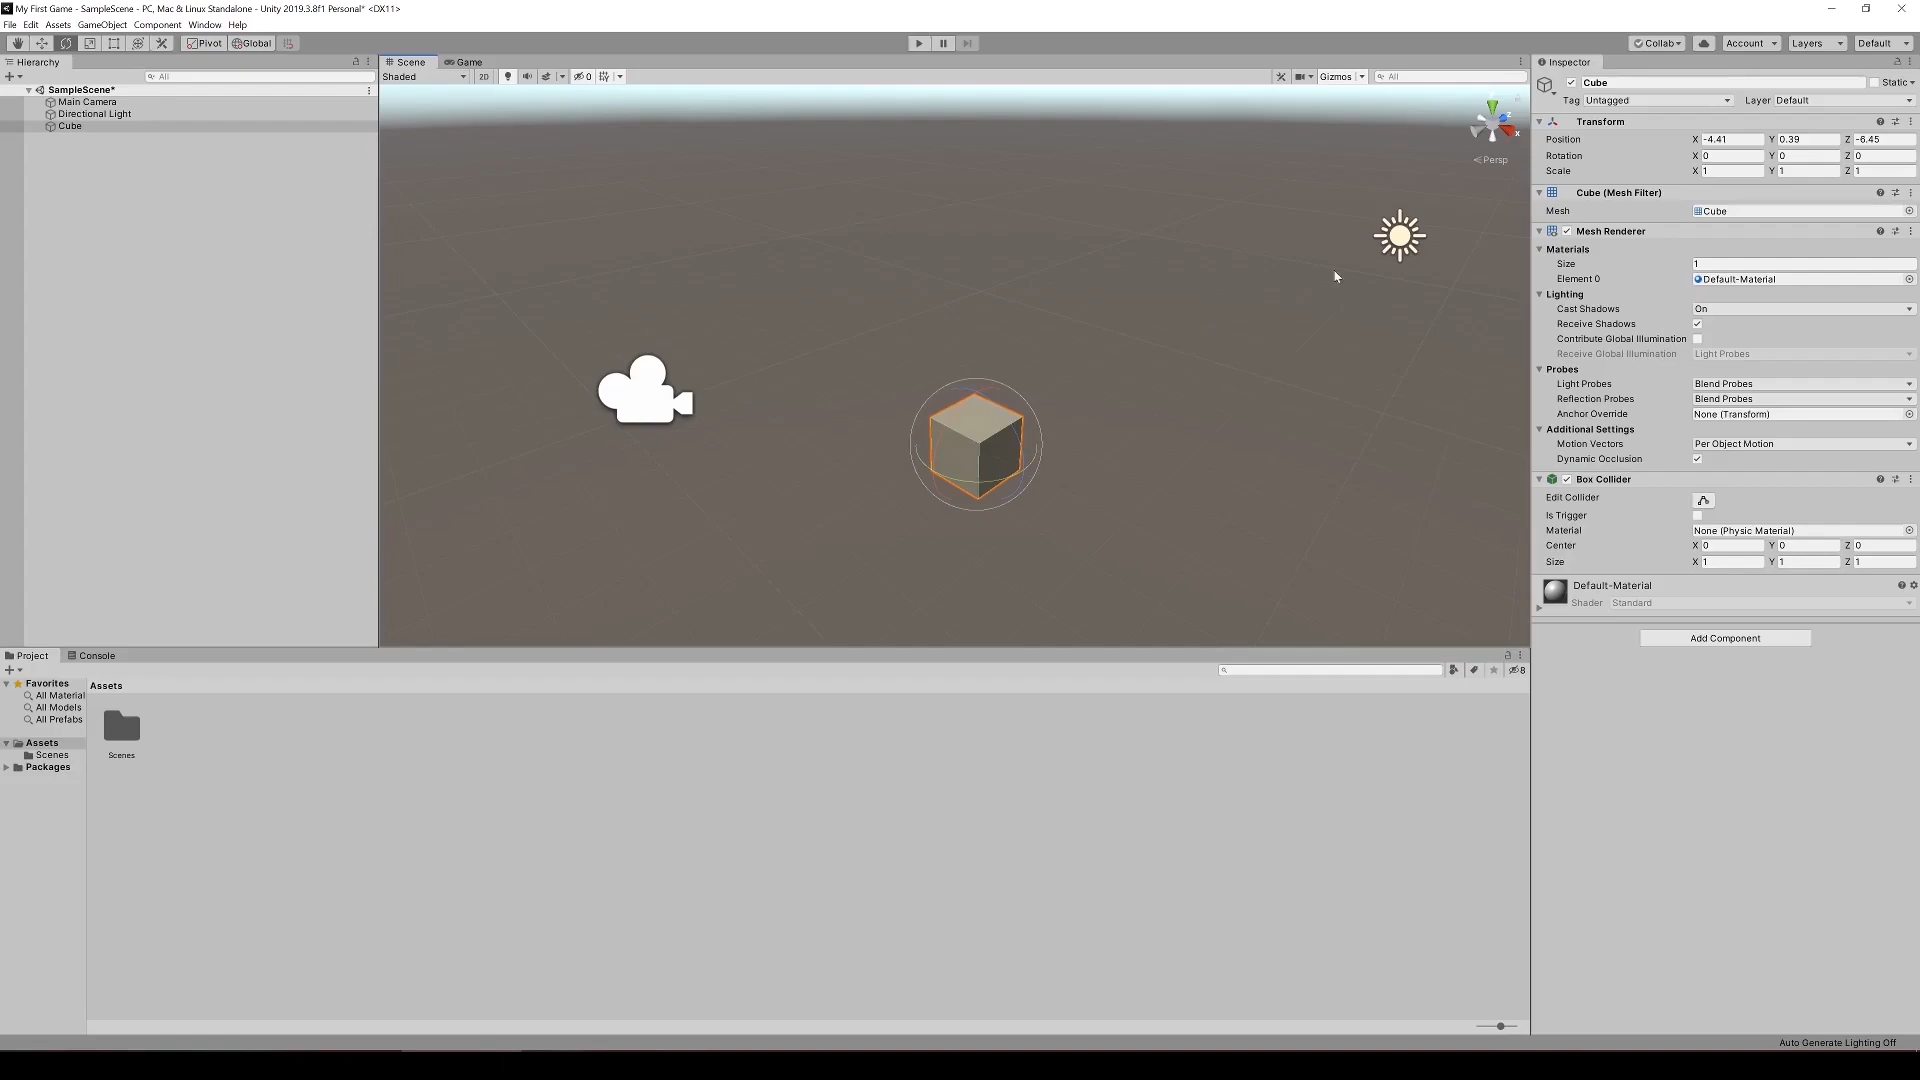 My First Game - SampleScene - PC, Mac & Linux Standalone - Unity 2019.3.8f1 Personal* <DX11>
File Edit Assets GameObject Component Window Help
Pivot Global Collab Account Layers Default
Hierarchy
All
SampleScene*
Main Camera
Directional Light
Cube
Scene Game
Shaded 2D 0 Gizmos All
z
x
Persp
Inspector
Cube Static
Tag Untagged Layer Default
Transform
Position X -4.41 Y 0.39 Z -6.45
Rotation X 0 Y 0 Z 0
Scale X 1 Y 1 Z 1
Cube (Mesh Filter)
Mesh Cube
Mesh Renderer
Materials
Size 1
Element 0 Default-Material
Lighting
Cast Shadows On
Receive Shadows
Contribute Global Illumination
Receive Global Illumination Light Probes
Probes
Light Probes Blend Probes
Reflection Probes Blend Probes
Anchor Override None (Transform)
Additional Settings
Motion Vectors Per Object Motion
Dynamic Occlusion
Box Collider
Edit Collider
Is Trigger
Material None (Physic Material)
Center X 0 Y 0 Z 0
Size X 1 Y 1 Z 1
Default-Material
Shader Standard
Add Component
Project Console
8
Favorites
All Material
All Models
All Prefabs
Assets
Scenes
Packages
Assets
Scenes
Auto Generate Lighting Off